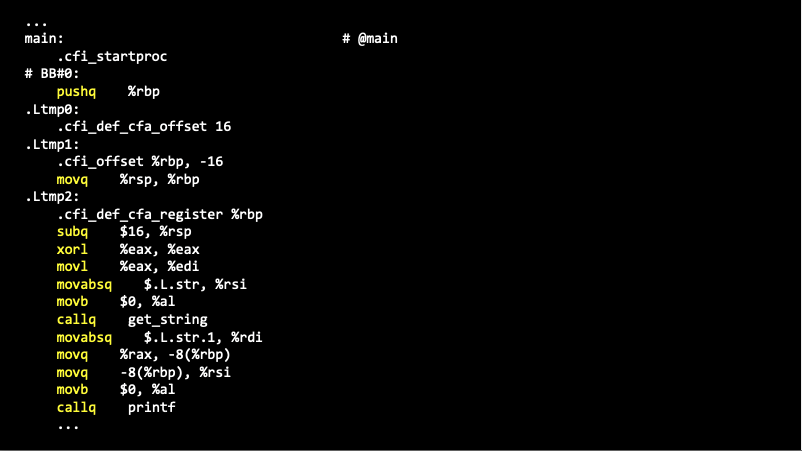 ...
main:                                   # @main
    .cfi_startproc
# BB#0:
    pushq    %rbp
.Ltmp0:
    .cfi_def_cfa_offset 16
.Ltmp1:
    .cfi_offset %rbp, -16
    movq    %rsp, %rbp
.Ltmp2:
    .cfi_def_cfa_register %rbp
    subq    $16, %rsp
    xorl    %eax, %eax
    movl    %eax, %edi
    movabsq    $.L.str, %rsi
    movb    $0, %al
    callq    get_string
    movabsq    $.L.str.1, %rdi
    movq    %rax, -8(%rbp)
    movq    -8(%rbp), %rsi
    movb    $0, %al
    callq    printf
    ...